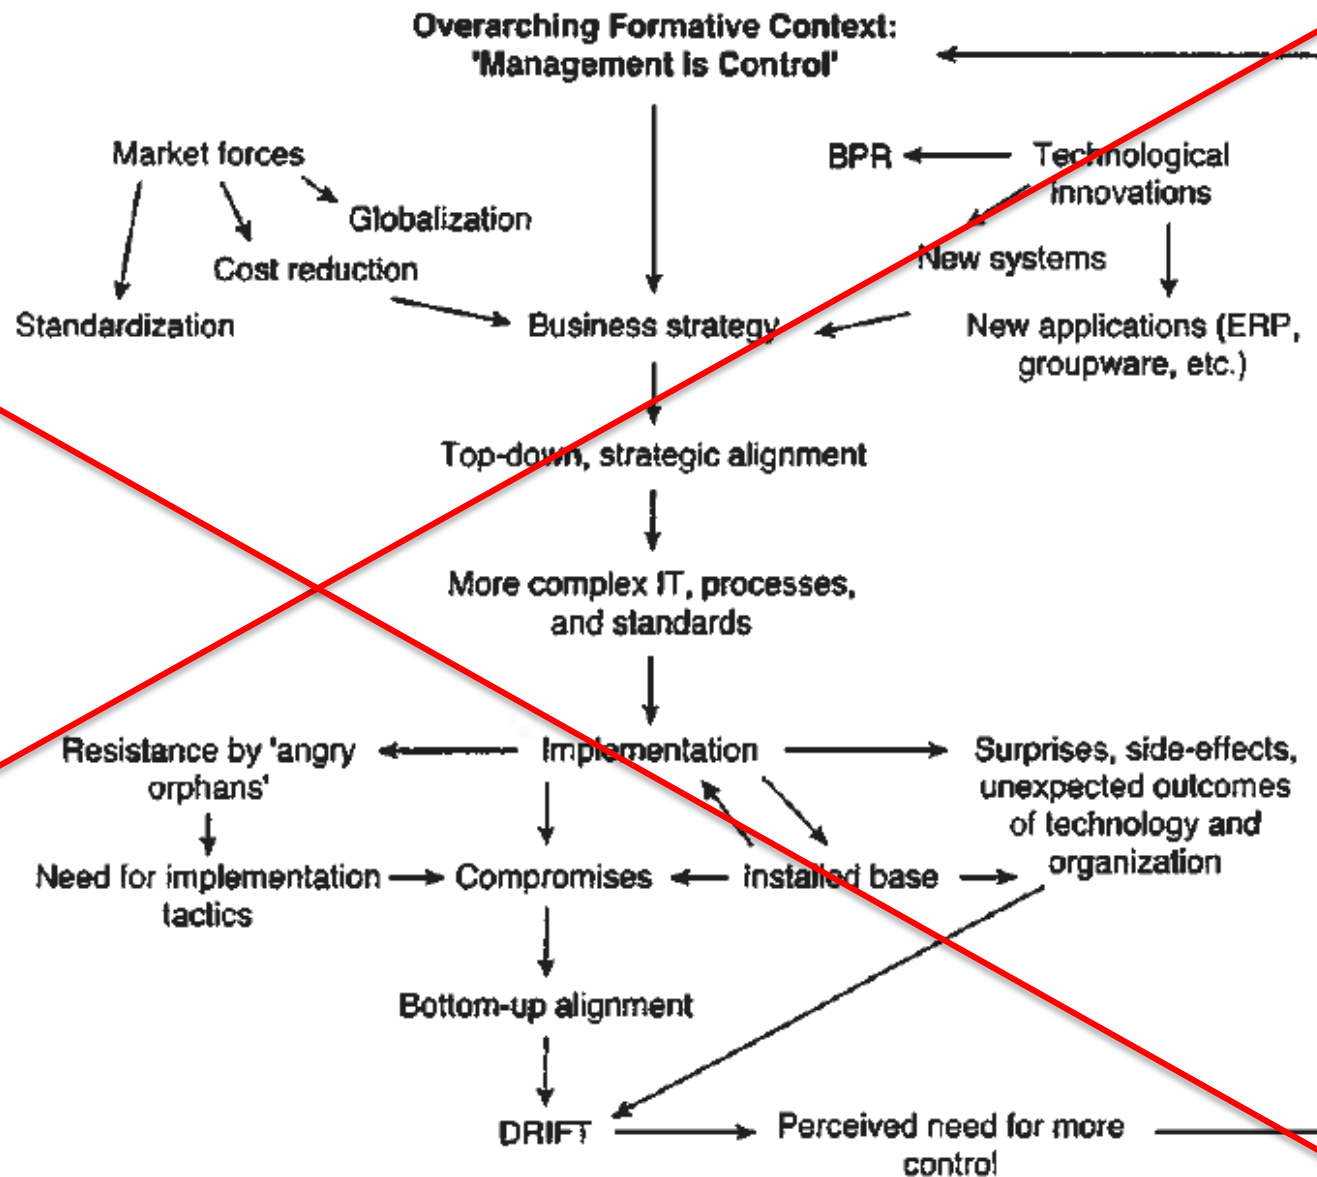 Overarching Formative Context:
'Management is Control'
Market forces
BPR
Technological
innovations
Globalization
Cost reduction
New systems
Standardization
Business strategy
New applications (ERP,
groupware, etc.)
Top-down, strategic alignment
More complex IT, processes,
and standards
Resistance by 'angry
orphans'
Implementation
Surprises, side-effects,
unexpected outcomes
of technology and
organization
Need for implementation
tactics
Compromises
installed base
Bottom-up alignment
DRIFT
Perceived need for more
control